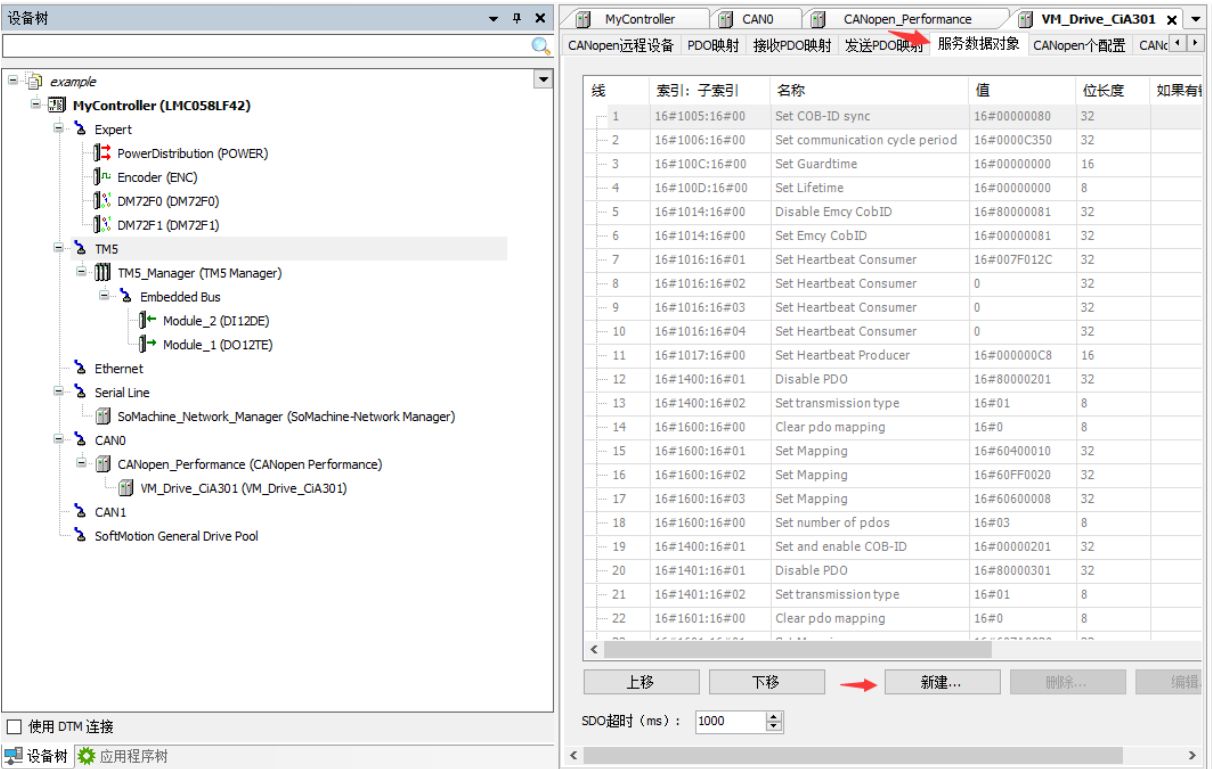 设备树
example
MyController (LMC058LF42)
Expert
PowerDistribution (POWER)
Encoder (ENC)
DM72F0 (DM72F0)
DM72F1 (DM72F1)
TM5
TM5_Manager (TM5 Manager)
Embedded Bus
Module_2 (DI12DE)
Module_1 (DO12TE)
Ethernet
Serial Line
SoMachine_Network_Manager (SoMachine-Network Manager)
CAN0
CANopen_Performance (CANopen Performance)
VM_Drive_CiA301 (VM_Drive_CiA301)
CAN1
SoftMotion General Drive Pool
使用 DTM 连接
设备树 应用程序树
MyController CAN0 CANopen_Performance VM_Drive_CiA301
CANopen远程设备 PDO映射 接收PDO映射 发送PDO映射 服务数据对象 CANopen个配置
线 索引: 子索引 名称 值 位长度 如果有
1 16#1005:16#00 Set COB-ID sync 16#00000080 32
2 16#1006:16#00 Set communication cycle period 16#0000C350 32
3 16#100C:16#00 Set Guardtime 16#00000000 16
4 16#100D:16#00 Set Lifetime 16#00000000 8
5 16#1014:16#00 Disable Emcy CobID 16#80000081 32
6 16#1014:16#00 Set Emcy CobID 16#00000081 32
7 16#1016:16#01 Set Heartbeat Consumer 16#007F012C 32
8 16#1016:16#02 Set Heartbeat Consumer 0 32
9 16#1016:16#03 Set Heartbeat Consumer 0 32
10 16#1016:16#04 Set Heartbeat Consumer 0 32
11 16#1017:16#00 Set Heartbeat Producer 16#000000C8 16
12 16#1400:16#01 Disable PDO 16#80000201 32
13 16#1400:16#02 Set transmission type 16#01 8
14 16#1600:16#00 Clear pdo mapping 16#0 8
15 16#1600:16#01 Set Mapping 16#60400010 32
16 16#1600:16#02 Set Mapping 16#60FF0020 32
17 16#1600:16#03 Set Mapping 16#60600008 32
18 16#1600:16#00 Set number of pdos 16#03 8
19 16#1400:16#01 Set and enable COB-ID 16#00000201 32
20 16#1401:16#01 Disable PDO 16#80000301 32
21 16#1401:16#02 Set transmission type 16#01 8
22 16#1601:16#00 Clear pdo mapping 16#0 8
上移 下移 新建... 删除... 编辑
SDO超时（ms）: 1000